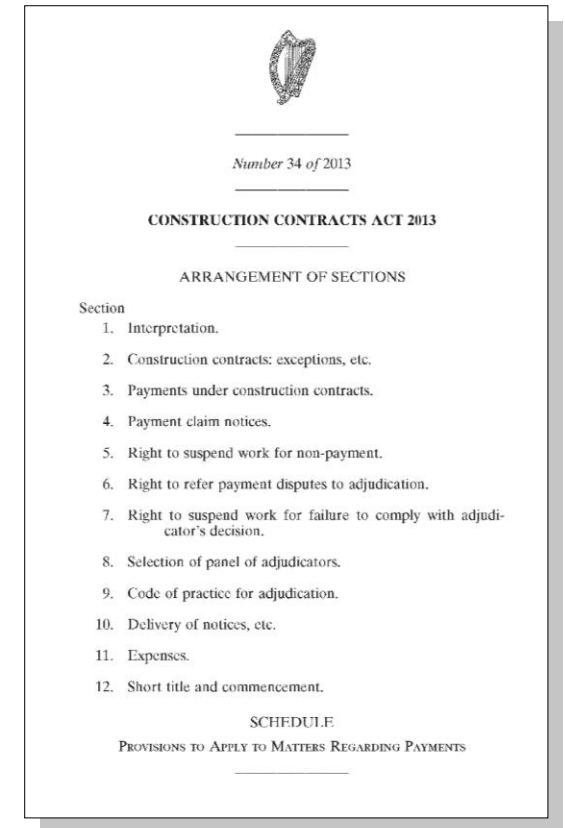 Number 34 of 2013
CONSTRUCTION CONTRACTS ACT 2013
ARRANGEMENT OF SECTIONS
Section
1. Interpretation.
2. Construction contracts: exceptions, etc.
3. Payments under construction contracts.
4. Payment claim notices.
5. Right to suspend work for non-payment.
6. Right to refer payment disputes to adjudication.
7. Right to suspend work for failure to comply with adjudi-
cator's decision.
8. Selection of panel of adjudicators.
9. Code of practice for adjudication.
10. Delivery of notices, etc.
11. Expenses.
12. Short title and commencement.
SCHEDULE
Provisions to Apply to Matters Regarding Payments